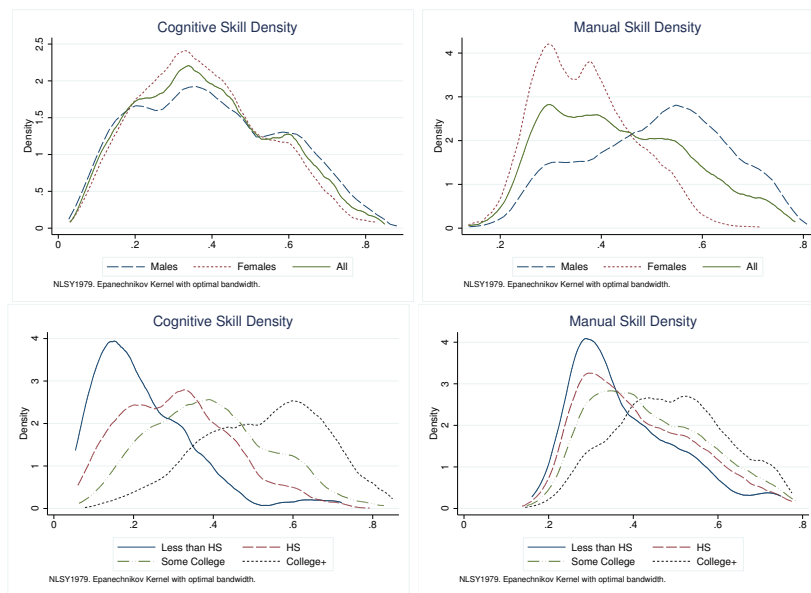 Cognitive Skill Density
Density
0 .5 1 1.5 2 2.5
0 .2 .4 .6 .8
Males Females All
NLSY1979. Epanechnikov Kernel with optimal bandwidth.
Manual Skill Density
Density
0 1 2 3 4
.2 .4 .6 .8
Males Females All
NLSY1979. Epanechnikov Kernel with optimal bandwidth.
Cognitive Skill Density
Density
0 1 2 3 4
0 .2 .4 .6 .8
Less than HS HS
Some College College+
NLSY1979. Epanechnikov Kernel with optimal bandwidth.
Manual Skill Density
Density
0 1 2 3 4
0 .2 .4 .6 .8
Less than HS HS
Some College College+
NLSY1979. Epanechnikov Kernel with optimal bandwidth.